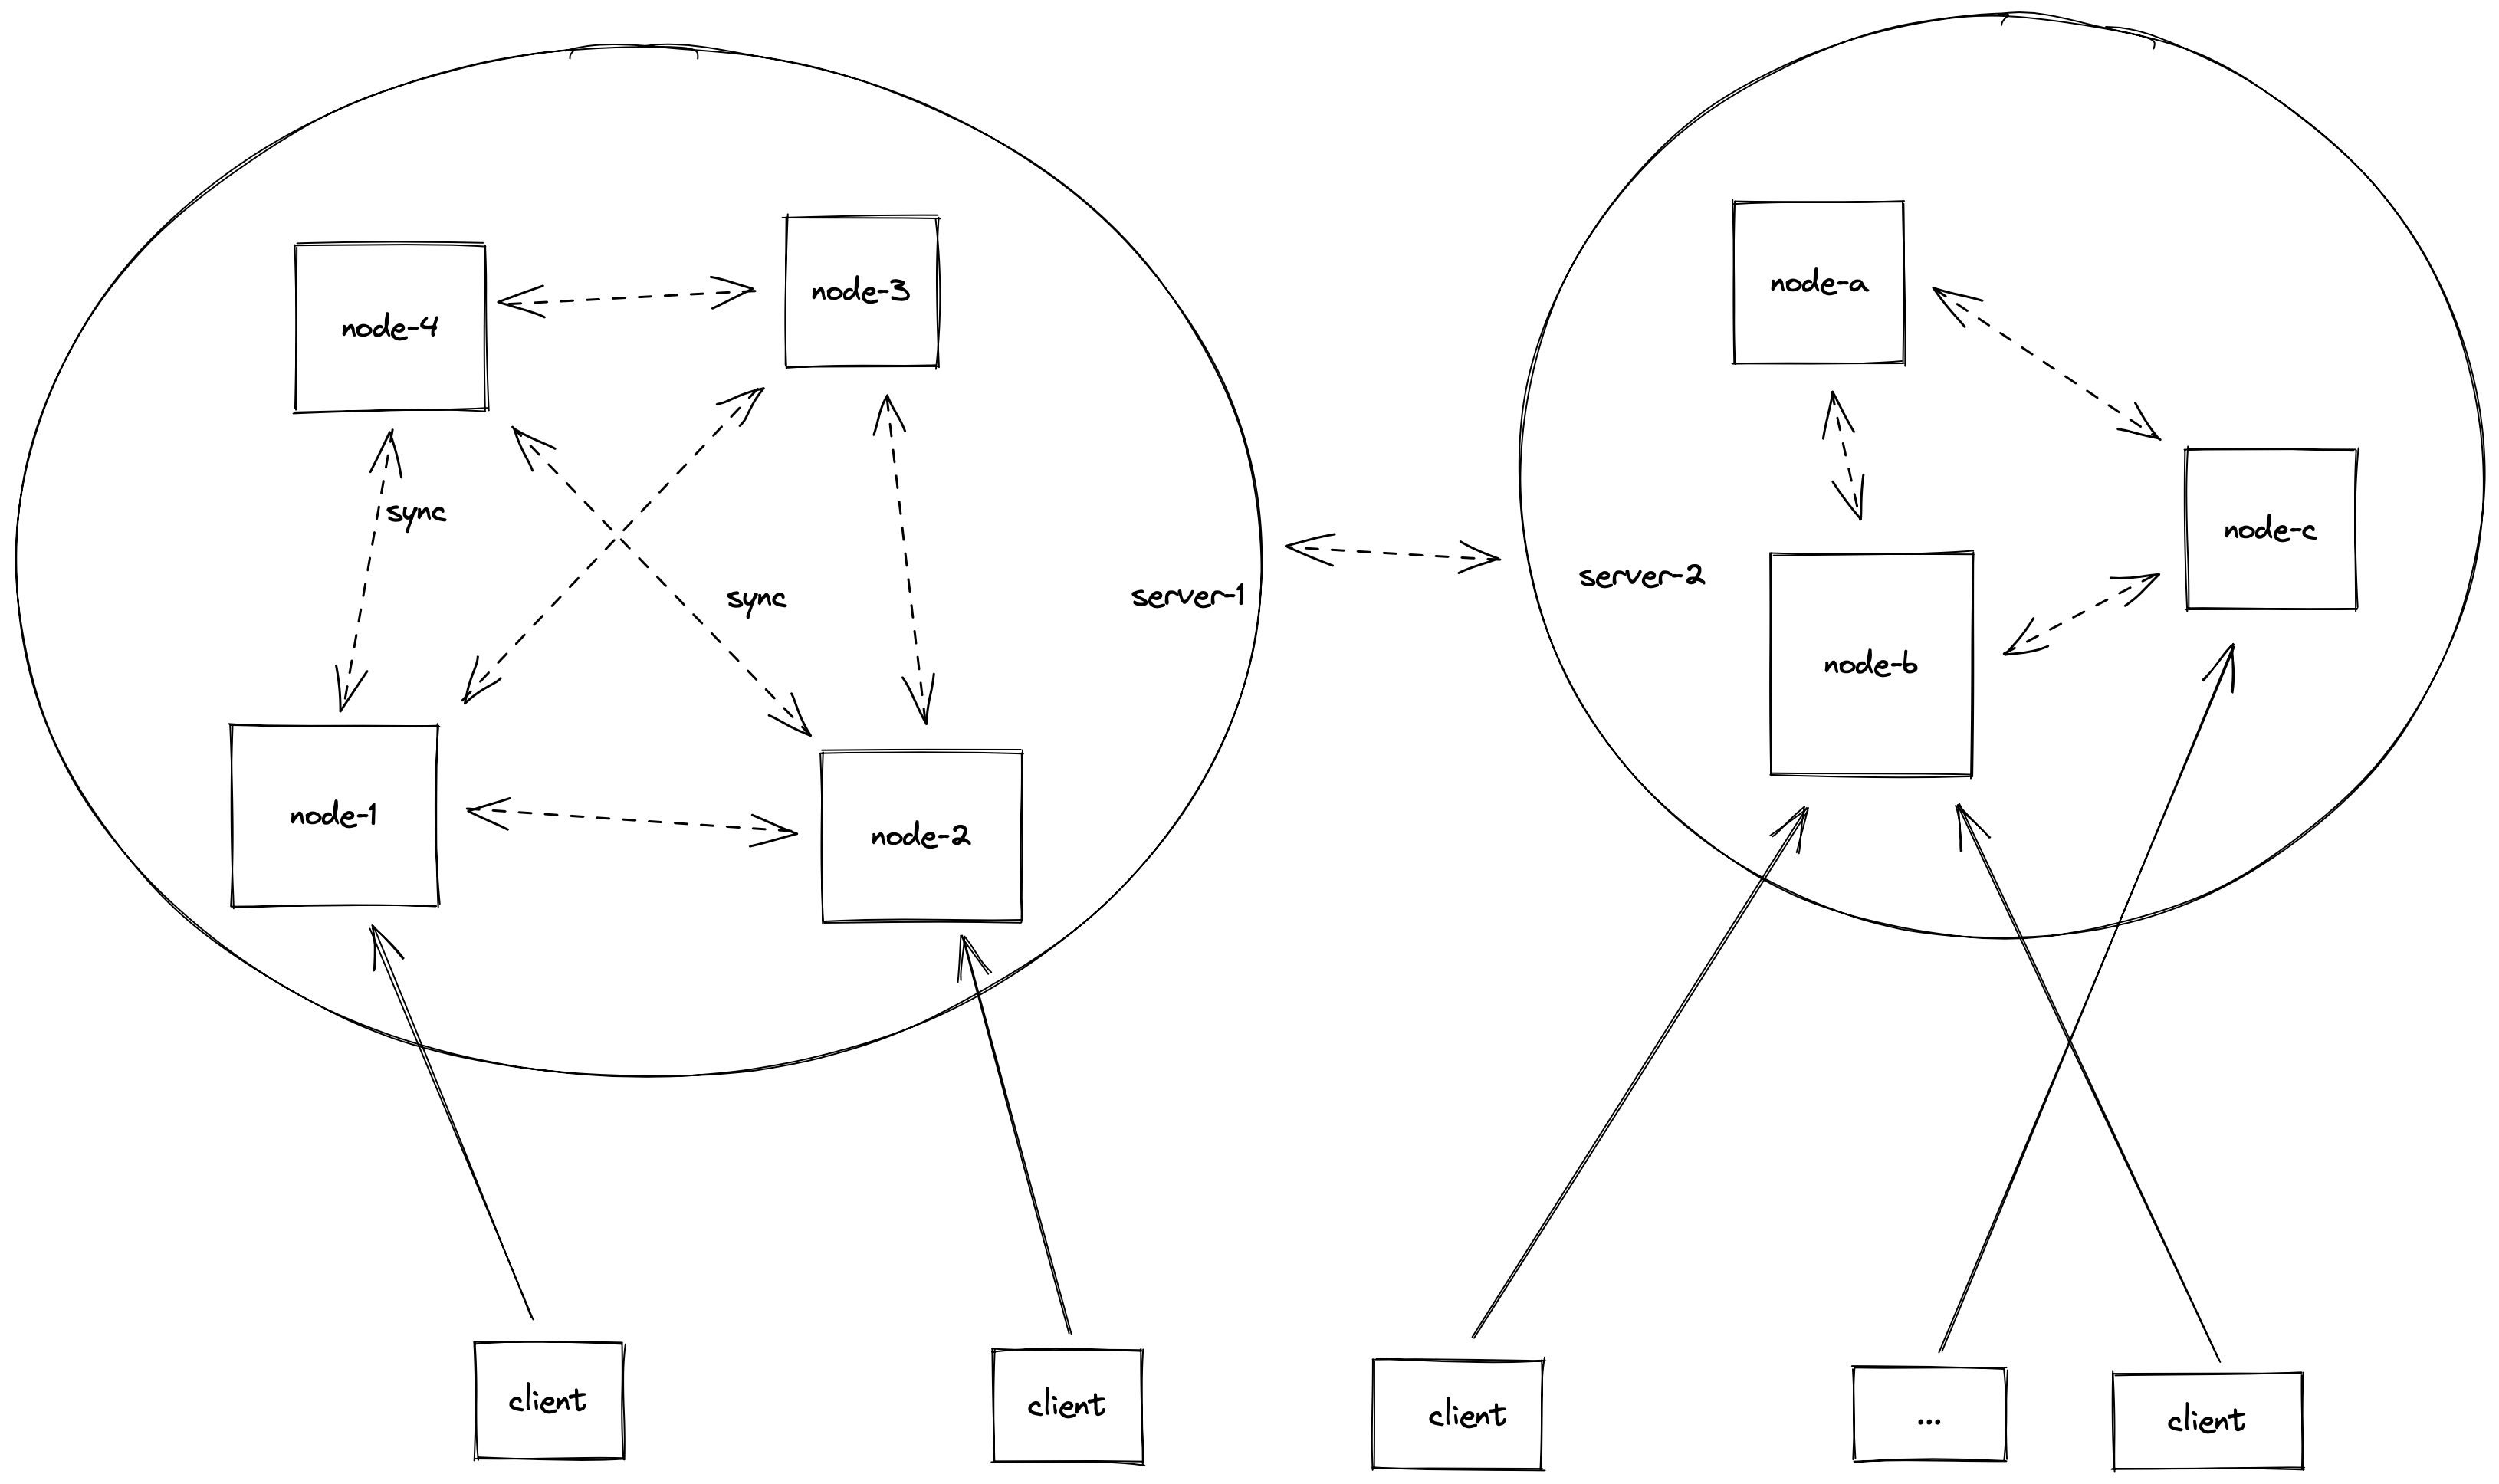 node-4
node-3
sync
sync
server-1
node-1
node-2
node-a
node-c
server-2
node-b
client
client
client
...
client